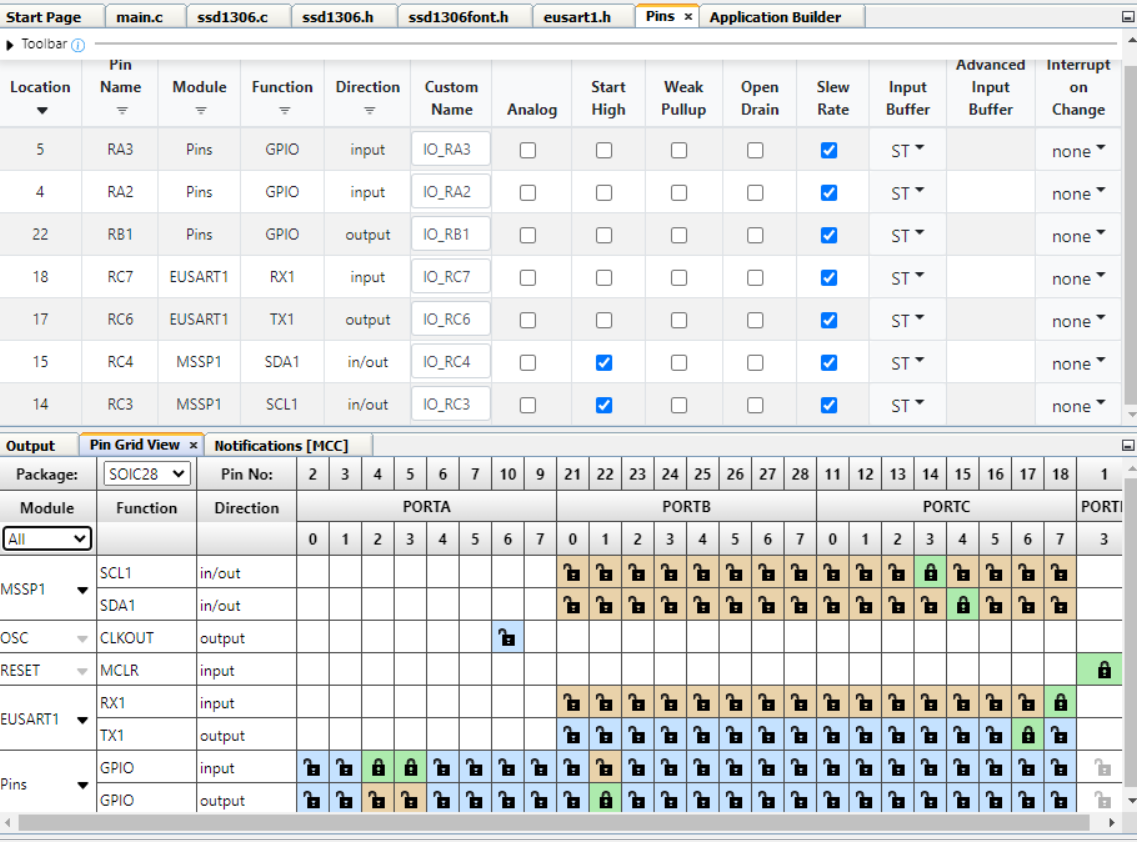 Start Page main.c ssd1306.c ssd1306.h ssd1306font.h eusart1.h Pins × Application Builder
Toolbar
Location Pin Name Module Function Direction Custom Name Analog Start High Weak Pullup Open Drain Slew Rate Input Buffer Advanced Input Buffer Interrupt on Change
5 RA3 Pins GPIO input IO_RA3 ST none
4 RA2 Pins GPIO input IO_RA2 ST none
22 RB1 Pins GPIO output IO_RB1 ST none
18 RC7 EUSART1 RX1 input IO_RC7 ST none
17 RC6 EUSART1 TX1 output IO_RC6 ST none
15 RC4 MSSP1 SDA1 in/out IO_RC4 ST none
14 RC3 MSSP1 SCL1 in/out IO_RC3 ST none
Output Pin Grid View × Notifications [MCC]
Package: SOIC28 Pin No: 2 3 4 5 6 7 10 9 21 22 23 24 25 26 27 28 11 12 13 14 15 16 17 18 1
Module Function Direction PORTA PORTB PORTC PORT
All 0 1 2 3 4 5 6 7 0 1 2 3 4 5 6 7 0 1 2 3 4 5 6 7 3
MSSP1 SCL1 in/out
SDA1 in/out
OSC CLKOUT output
RESET MCLR input
EUSART1 RX1 input
TX1 output
Pins GPIO input
GPIO output